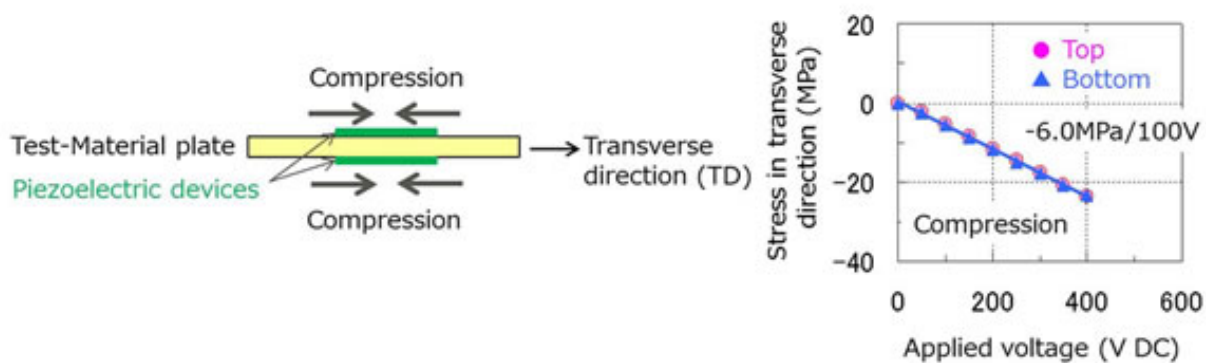 Compression
Test-Material plate
Piezoelectric devices
Transverse
direction (TD)
Compression
Stress in transverse
direction (MPa)
20
0
-20
-40
Top
Bottom
-6.0MPa/100V
Compression
0
200
400
600
Applied voltage (V DC)